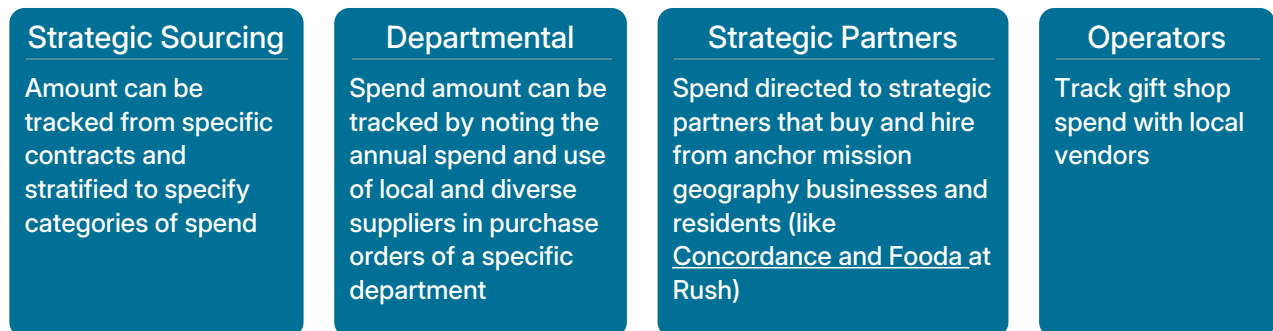 Strategic Sourcing
Amount can be
tracked from specific
contracts and
stratified to specify
categories of spend
Departmental
Spend amount can be
tracked by noting the
annual spend and use
of local and diverse
suppliers in purchase
orders of a specific
department
Strategic Partners
Spend directed to strategic
partners that buy and hire
from anchor mission
geography businesses and
residents (like
Concordance and Fooda at
Rush)
Operators
Track gift shop
spend with local
vendors